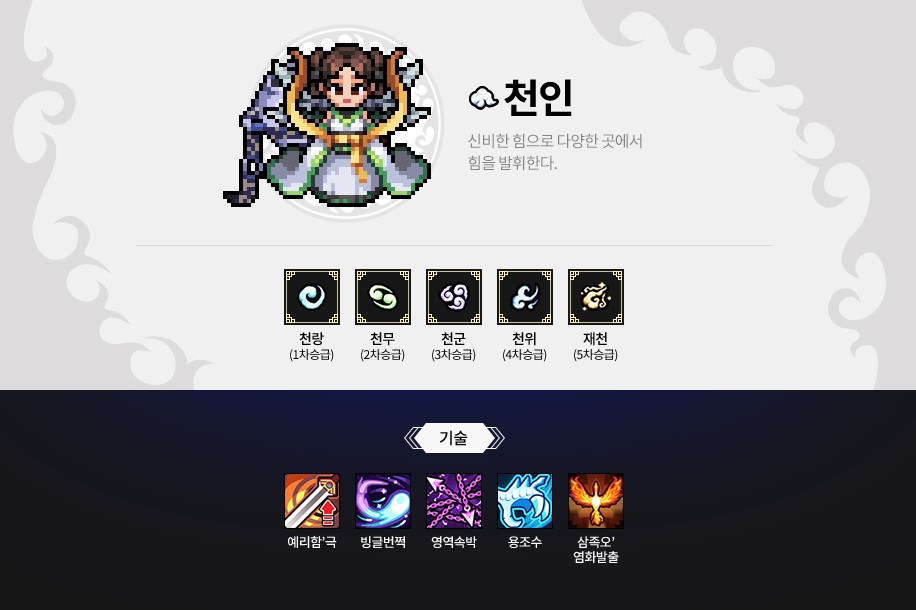 천인
신비한 힘으로 다양한 곳에서
힘을 발휘한다.
천랑 천무 천군 천위 재천
(1차승급) (2차승급) (3차승급) (4차승급) (5차승급)
기술
예리함'극 빙글번쩍 영역속박 용조수 삼족오'
염화발출